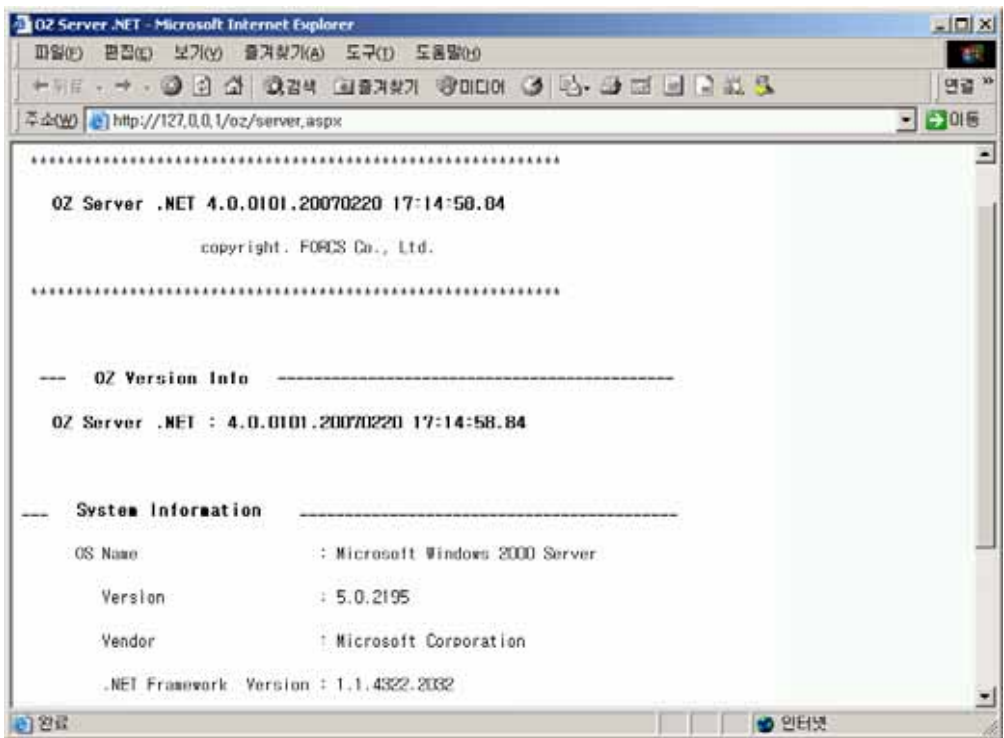 OZ Server .NET - Microsoft Internet Explorer
파일(F) 편집(E) 보기(V) 즐겨찾기(A) 도구(T) 도움말(H)
뒤로 검색 즐겨찾기 미디어 연결 »
주소(W) http://127.0.0.1/oz/server.aspx 이동
OZ Server .NET 4.0.0101.20070220 17:14:58.84
copyright. FORCS Co., Ltd.
--- OZ Version Info --------------------------------------------
OZ Server .NET : 4.0.0101.20070220 17:14:58.84
--- System Information ------------------------------------------
OS Name : Microsoft Windows 2000 Server
Version : 5.0.2195
Vendor : Microsoft Corporation
.NET Framework Version : 1.1.4322.2032
완료 인터넷